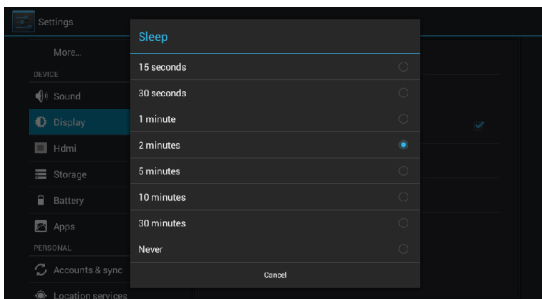 Settings
More...
DEVICE
Sound
Display
Hdmi
Storage
Battery
Apps
PERSONAL
Accounts & sync
Location services
Sleep
15 seconds
30 seconds
1 minute
2 minutes
5 minutes
10 minutes
30 minutes
Never
Cancel